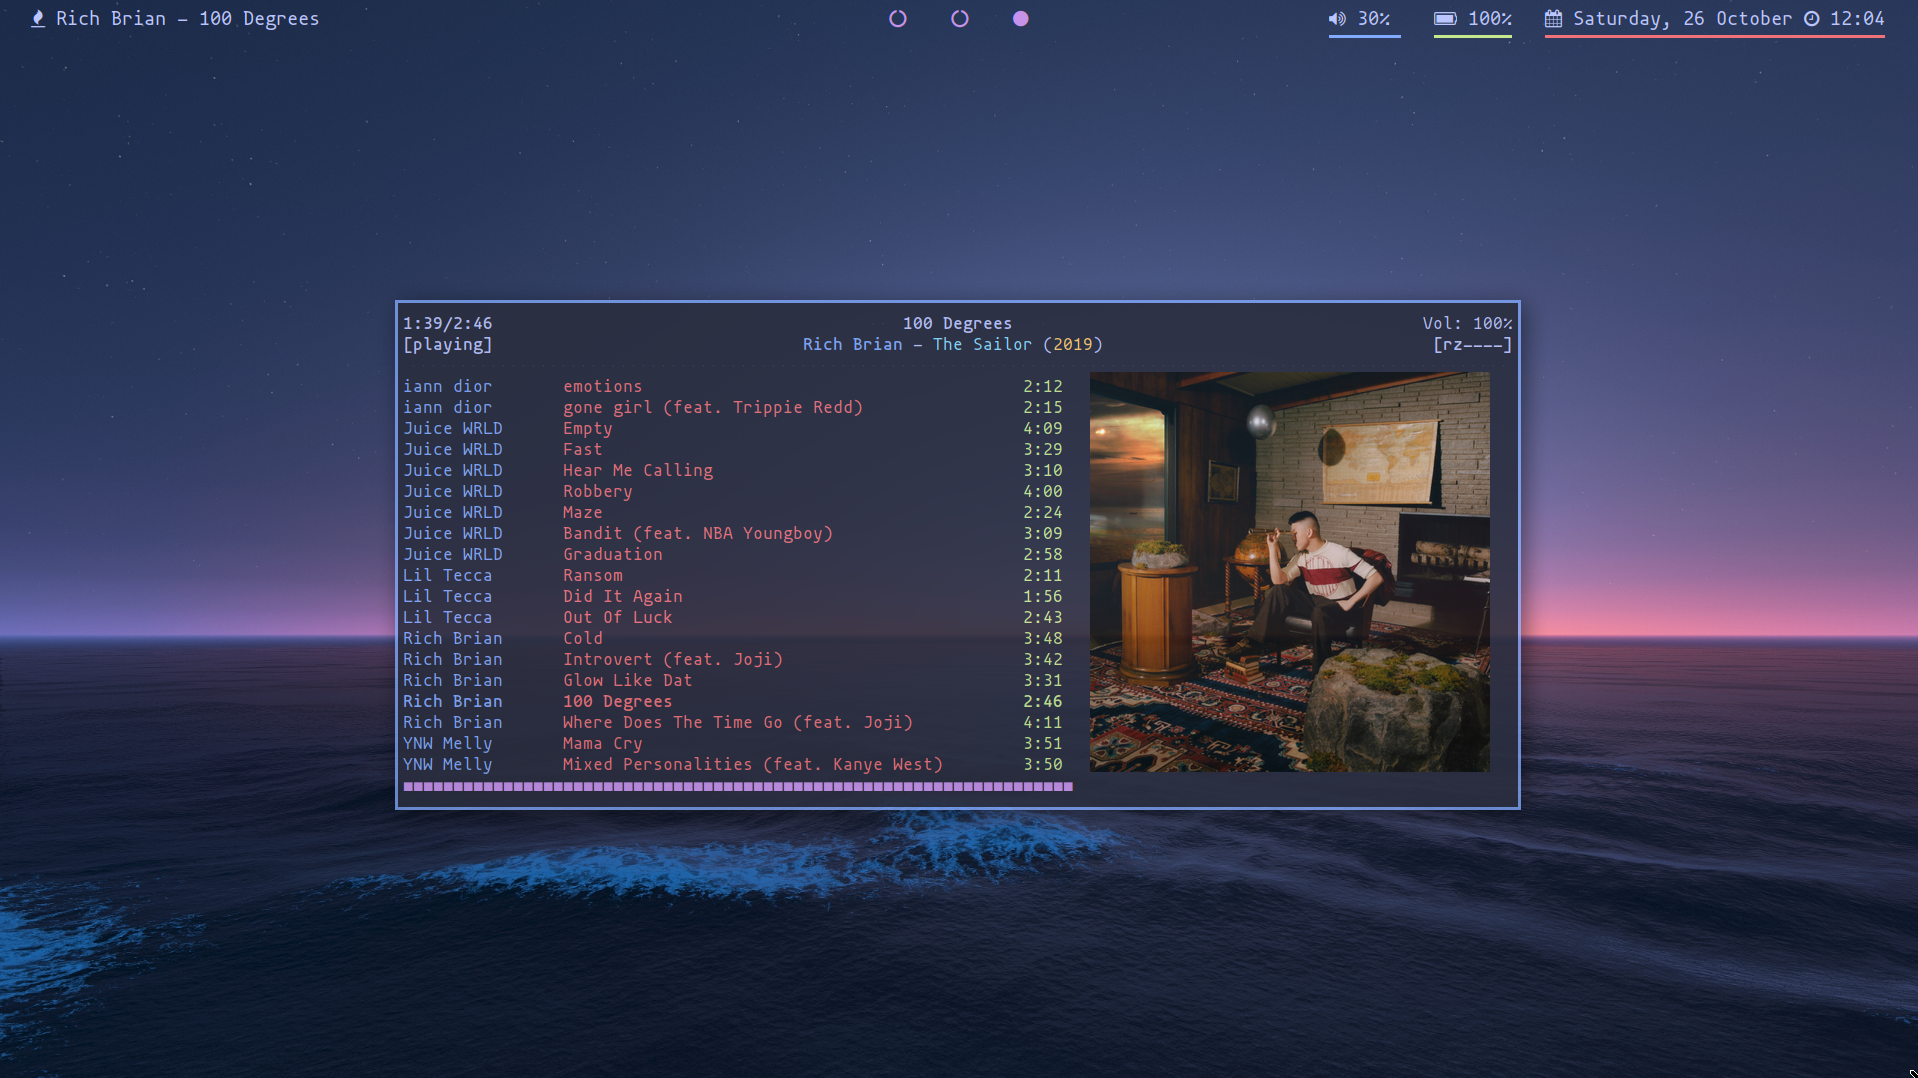 Rich Brian – 100 Degrees
30%
100%
Saturday, 26 October 12:04
1:39/2:46 100 Degrees Vol: 100%
[playing] Rich Brian – The Sailor (2019) [rz----]
iann dior emotions 2:12
iann dior gone girl (feat. Trippie Redd) 2:15
Juice WRLD Empty 4:09
Juice WRLD Fast 3:29
Juice WRLD Hear Me Calling 3:10
Juice WRLD Robbery 4:00
Juice WRLD Maze 2:24
Juice WRLD Bandit (feat. NBA Youngboy) 3:09
Juice WRLD Graduation 2:58
Lil Tecca Ransom 2:11
Lil Tecca Did It Again 1:56
Lil Tecca Out Of Luck 2:43
Rich Brian Cold 3:48
Rich Brian Introvert (feat. Joji) 3:42
Rich Brian Glow Like Dat 3:31
Rich Brian 100 Degrees 2:46
Rich Brian Where Does The Time Go (feat. Joji) 4:11
YNW Melly Mama Cry 3:51
YNW Melly Mixed Personalities (feat. Kanye West) 3:50